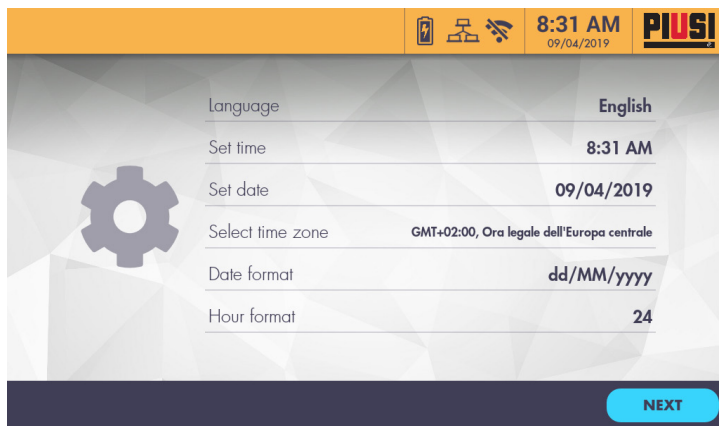 8:31 AM
09/04/2019
PIUSI
Language English
Set time 8:31 AM
Set date 09/04/2019
Select time zone GMT+02:00, Ora legale dell'Europa centrale
Date format dd/MM/yyyy
Hour format 24
NEXT